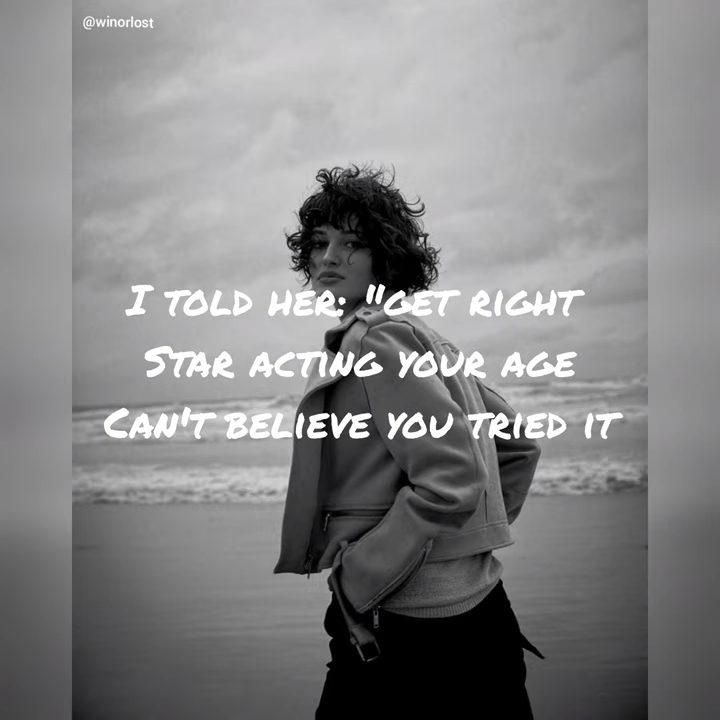 @winorlost
I told her: "get right
Star acting your age
Can't believe you tried it